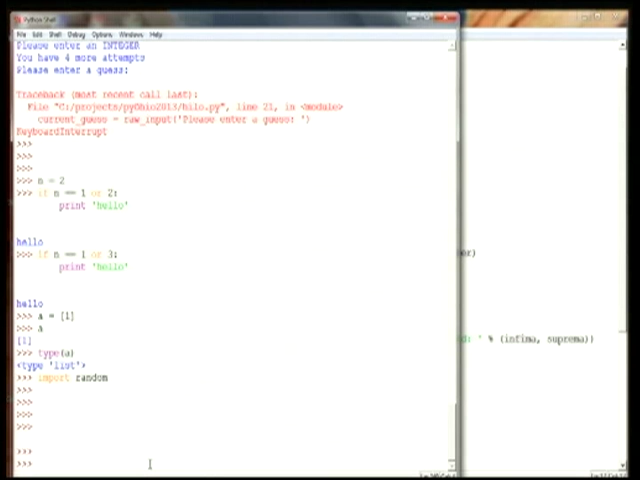 Python Shell
File Edit Shell Debug Options Windows Help
Please enter an INTEGER
You have 4 more attempts
Please enter a guess:
Traceback (most recent call last):
File "C:/projects/pyOhio2013/hilo.py", line 21, in <module>
current_guess = raw_input('Please enter a guess: ')
KeyboardInterrupt
>>>
>>>
>>>
>>> n = 2
>>> if n == 1 or 2:
print 'hello'
hello
>>> if n == 1 or 3:
print 'hello'
hello
>>> a = [1]
>>> a
[1]
>>> type(a)
<type 'list'>
>>> import random
>>>
>>>
>>>
>>>
>>>
>>>
er)
d: " % (infima, suprema))